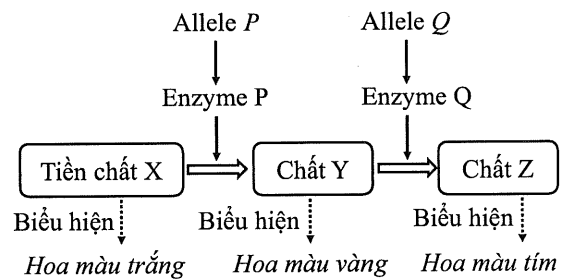 Allele P Allele Q
Enzyme P Enzyme Q
Tiền chất X Chất Y Chất Z
Biểu hiện Biểu hiện Biểu hiện
Hoa màu trắng Hoa màu vàng Hoa màu tím